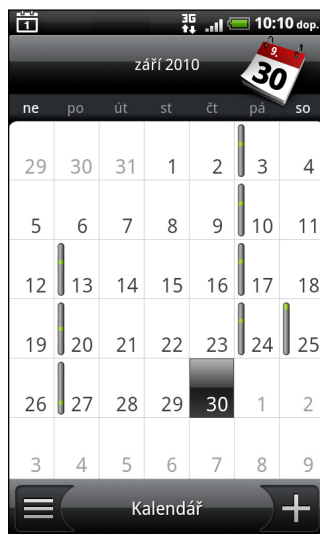 1 3G 10:10 dop.
září 2010
9.
30
ne po út st čt pá so
29 30 31 1 2 3 4
5 6 7 8 9 10 11
12 13 14 15 16 17 18
19 20 21 22 23 24 25
26 27 28 29 30 1 2
3 4 5 6 7 8 9
Kalendář